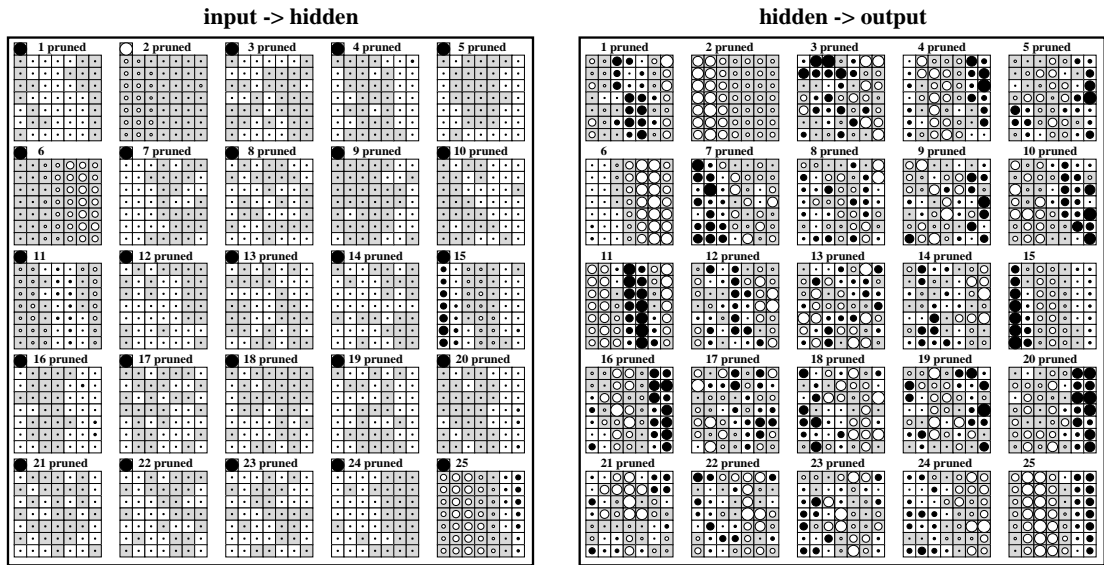 input -> hidden
1 pruned 2 pruned 3 pruned 4 pruned 5 pruned
6 7 pruned 8 pruned 9 pruned 10 pruned
11 12 pruned 13 pruned 14 pruned 15
16 pruned 17 pruned 18 pruned 19 pruned 20 pruned
21 pruned 22 pruned 23 pruned 24 pruned 25
hidden -> output
1 pruned 2 pruned 3 pruned 4 pruned 5 pruned
6 7 pruned 8 pruned 9 pruned 10 pruned
11 12 pruned 13 pruned 14 pruned 15
16 pruned 17 pruned 18 pruned 19 pruned 20 pruned
21 pruned 22 pruned 23 pruned 24 pruned 25